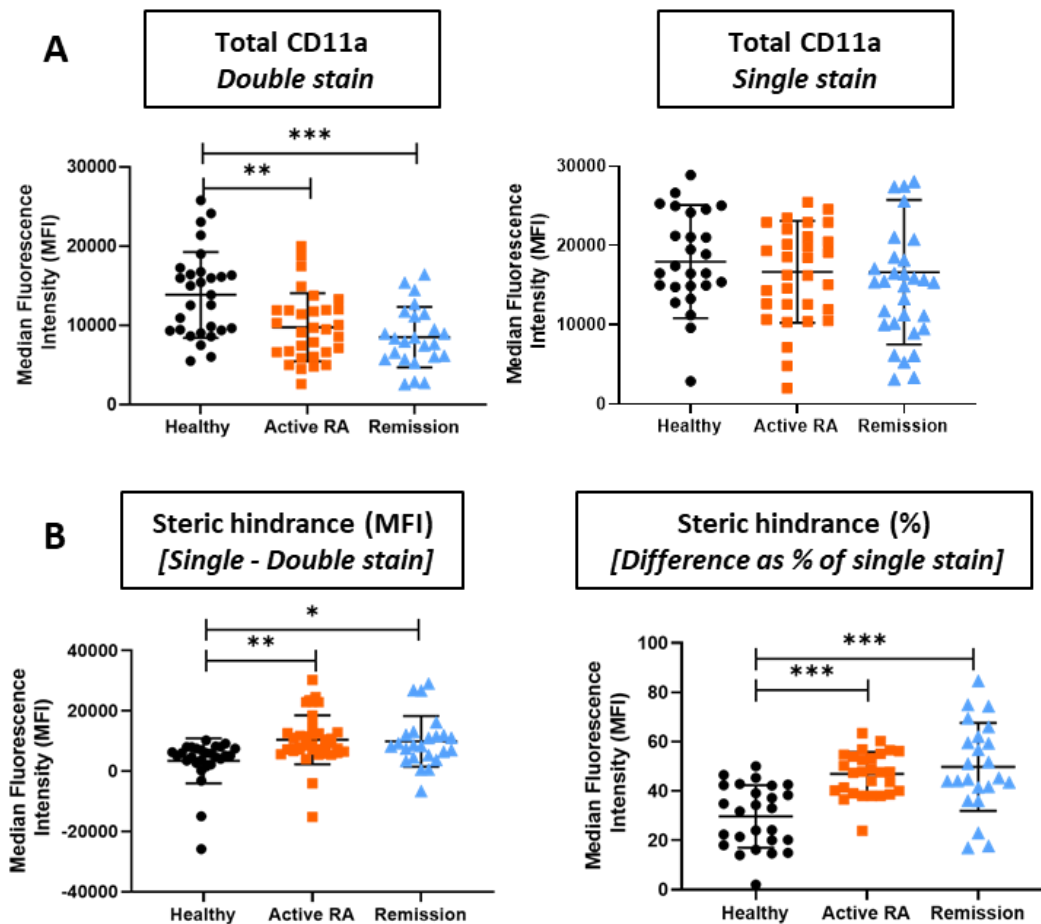 A
Total CD11a
Double stain
Total CD11a
Single stain
Median Fluorescence
Intensity (MFI)
30000
20000
10000
0
***
**
Healthy
Active RA
Remission
Median Fluorescence
Intensity (MFI)
30000
20000
10000
0
Healthy
Active RA
Remission
B
Steric hindrance (MFI)
[Single - Double stain]
Steric hindrance (%)
[Difference as % of single stain]
Median Fluorescence
Intensity (MFI)
40000
20000
0
-20000
-40000
*
**
Healthy
Active RA
Remission
Median Fluorescence
Intensity (MFI)
100
80
60
40
20
0
***
***
Healthy
Active RA
Remission